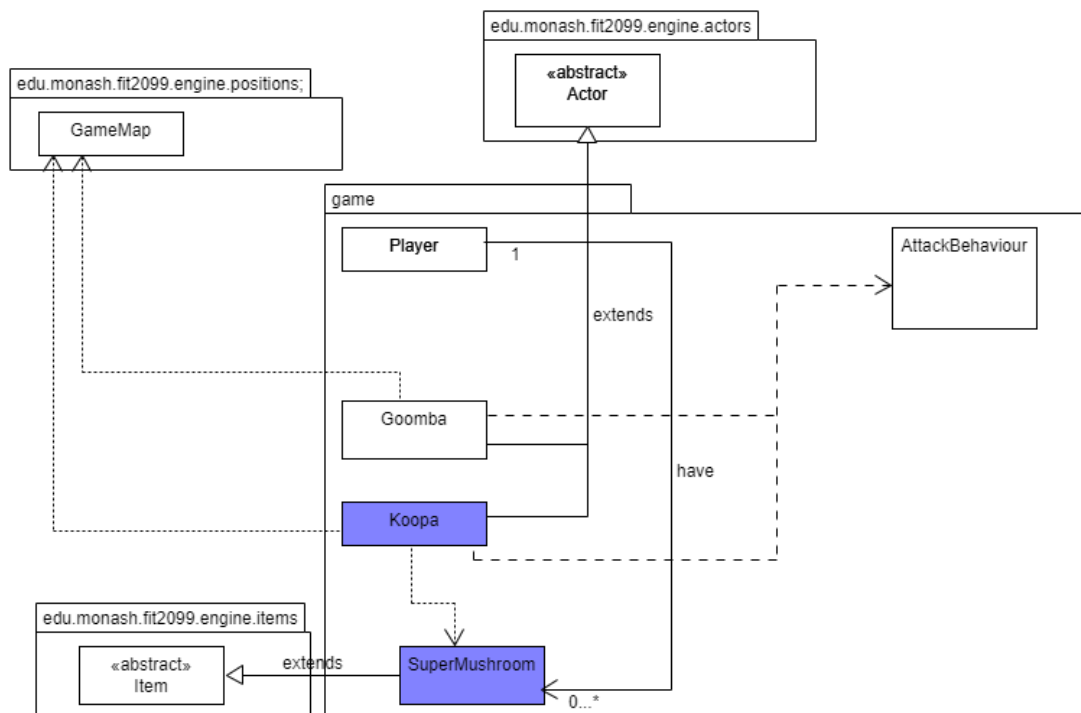 edu.monash.fit2099.engine.actors
«abstract»
Actor
edu.monash.fit2099.engine.positions;
GameMap
game
Player
1
AttackBehaviour
extends
Goomba
have
Koopa
edu.monash.fit2099.engine.items
«abstract»
Item
extends
SuperMushroom
0...*